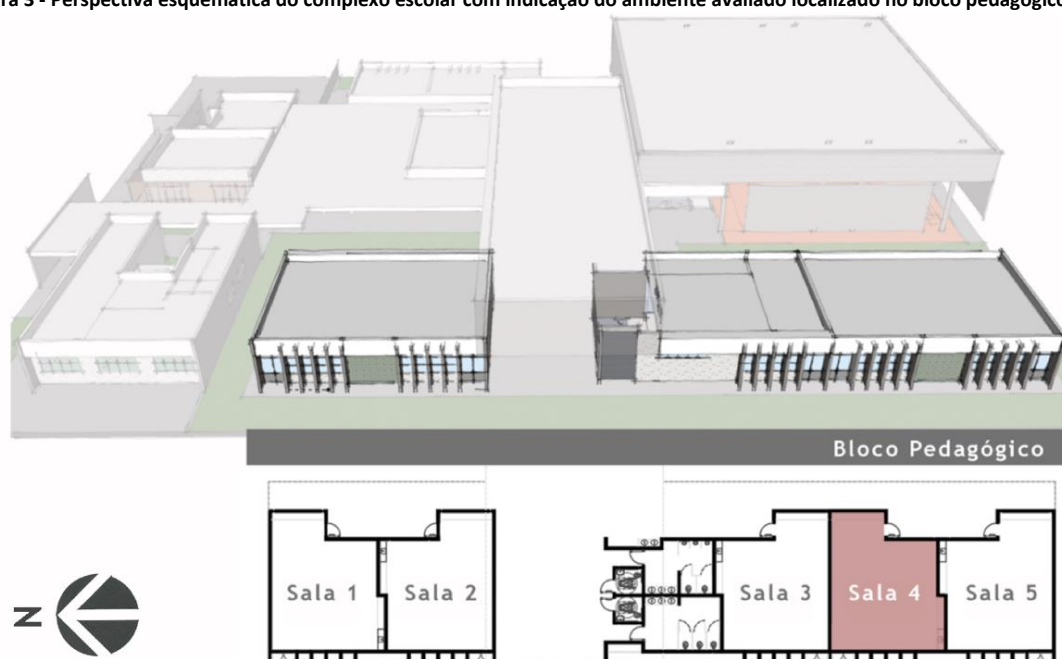 ra 3 - Perspectiva esquemática do complexo escolar com indicação do ambiente avaliado localizado no bloco pedagógico
Bloco Pedagógico
Sala 1
Sala 2
Sala 3
Sala 4
Sala 5
N